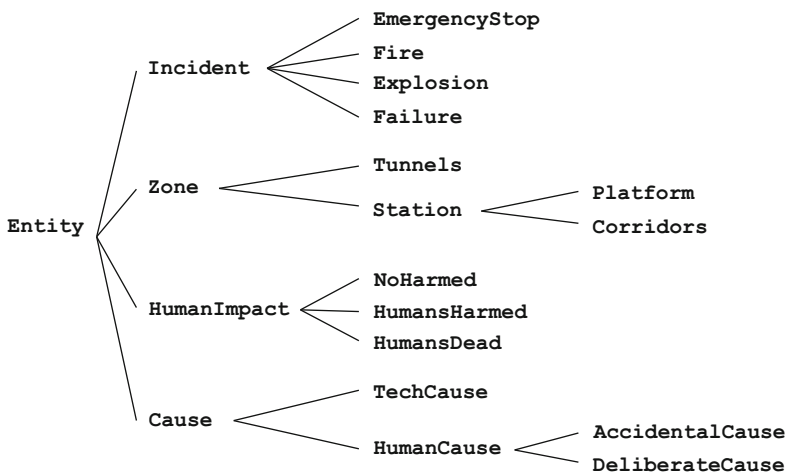 Entity
Incident
EmergencyStop
Fire
Explosion
Failure
Zone
Tunnels
Station
Platform
Corridors
HumanImpact
NoHarmed
HumansHarmed
HumansDead
Cause
TechCause
HumanCause
AccidentalCause
DeliberateCause